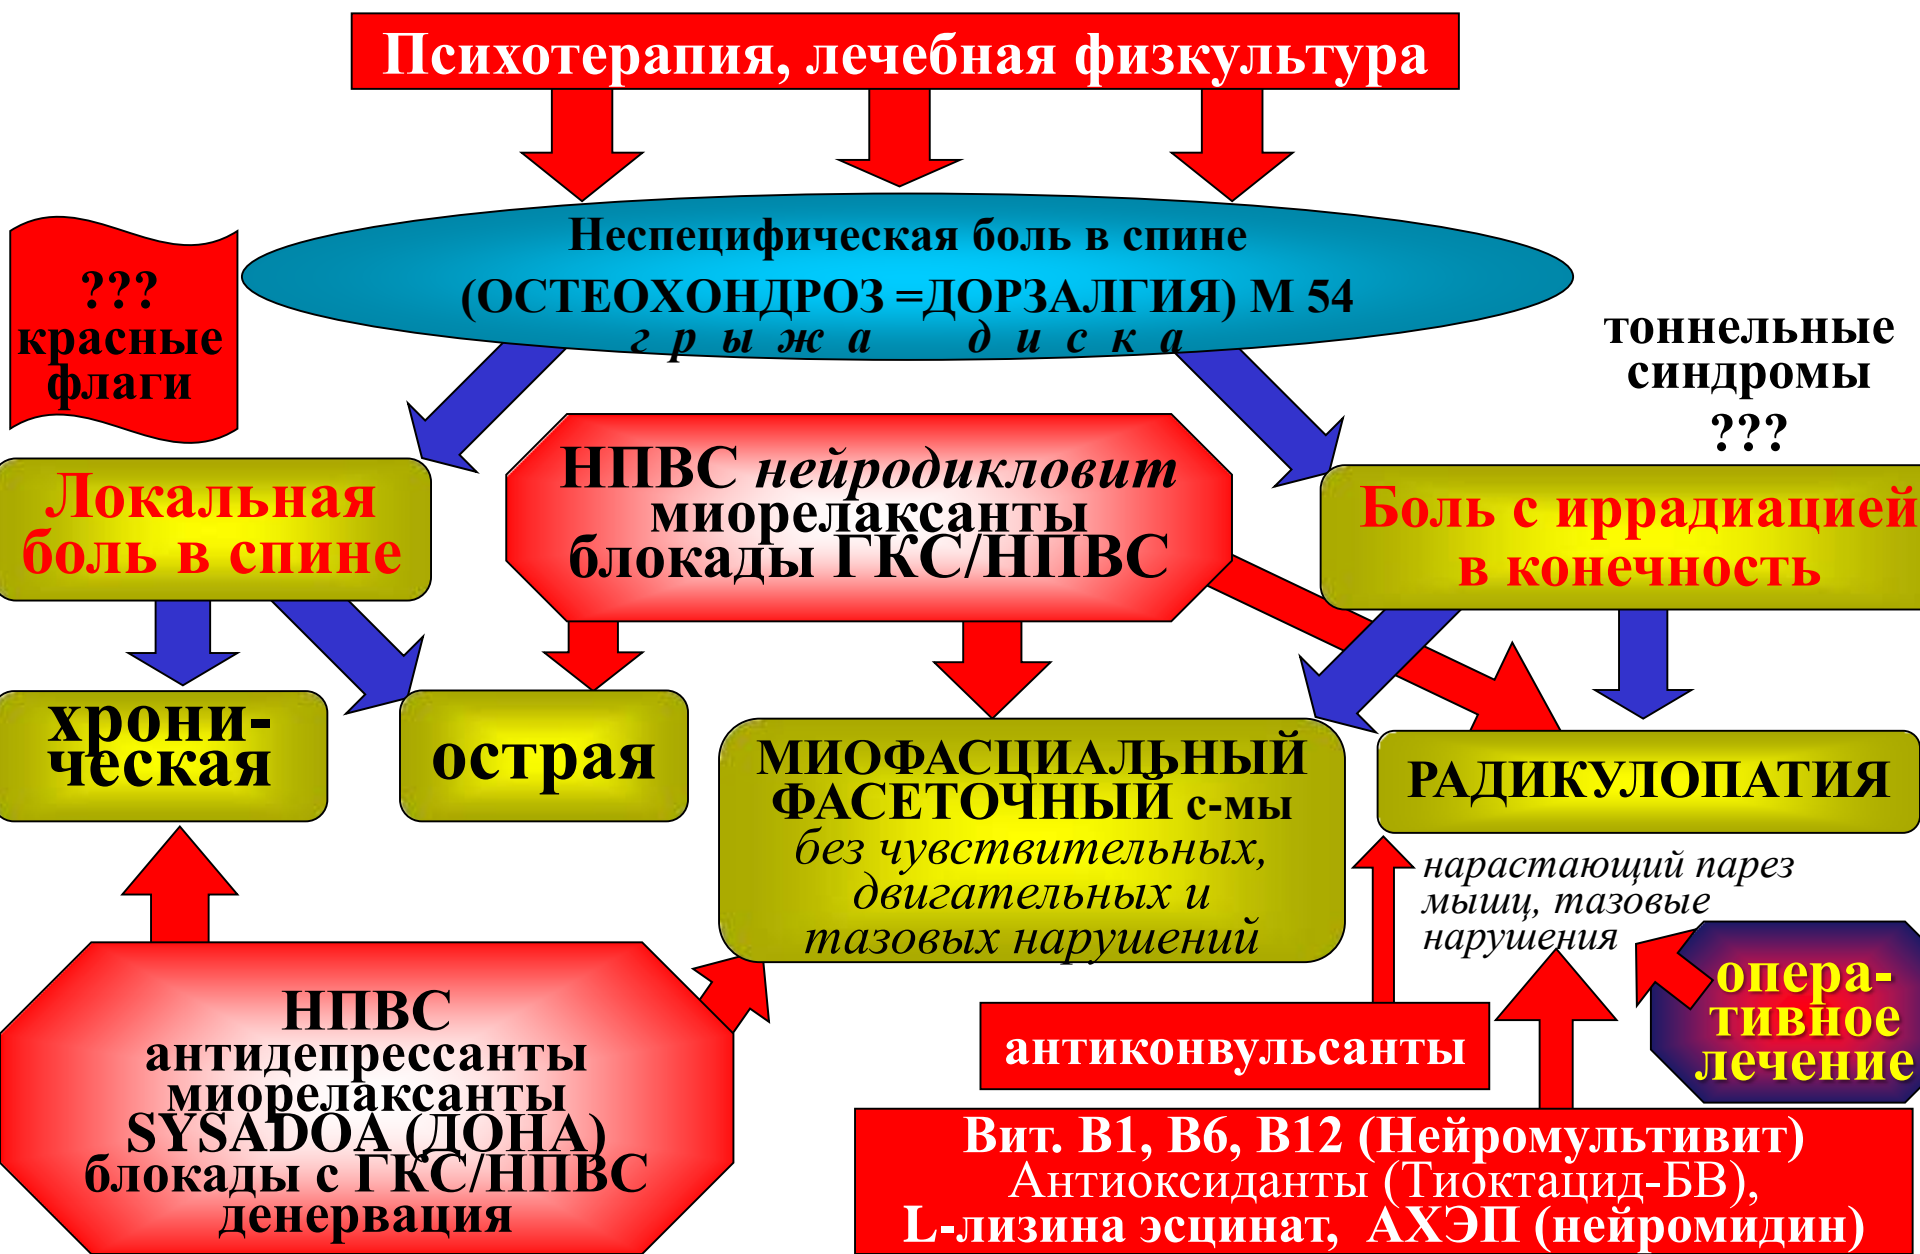 Психотерапия, лечебная физкультура
Неспецифическая боль в спине
(ОСТЕОХОНДРОЗ =ДОРЗАЛГИЯ) М 54
грыжа диска
???
красные
флаги
тоннельные
синдромы
???
Локальная
боль в спине
НПВС нейродикловит
миорелаксанты
блокады ГКС/НПВС
Боль с иррадиацией
в конечность
хрони-
ческая
острая
МИОФАСЦИАЛЬНЫЙ
ФАСЕТОЧНЫЙ с-мы
без чувствительных,
двигательных и
тазовых нарушений
РАДИКУЛОПАТИЯ
нарастающий парез
мышц, тазовые
нарушения
опера-
тивное
лечение
НПВС
антидепрессанты
миорелаксанты
SYSADOA (ДОНА)
блокады с ГКС/НПВС
денервация
антиконвульсанты
Вит. В1, В6, В12 (Нейромультивит)
Антиоксиданты (Тиоктацид-БВ),
L-лизина эсцинат, АХЭП (нейромидин)